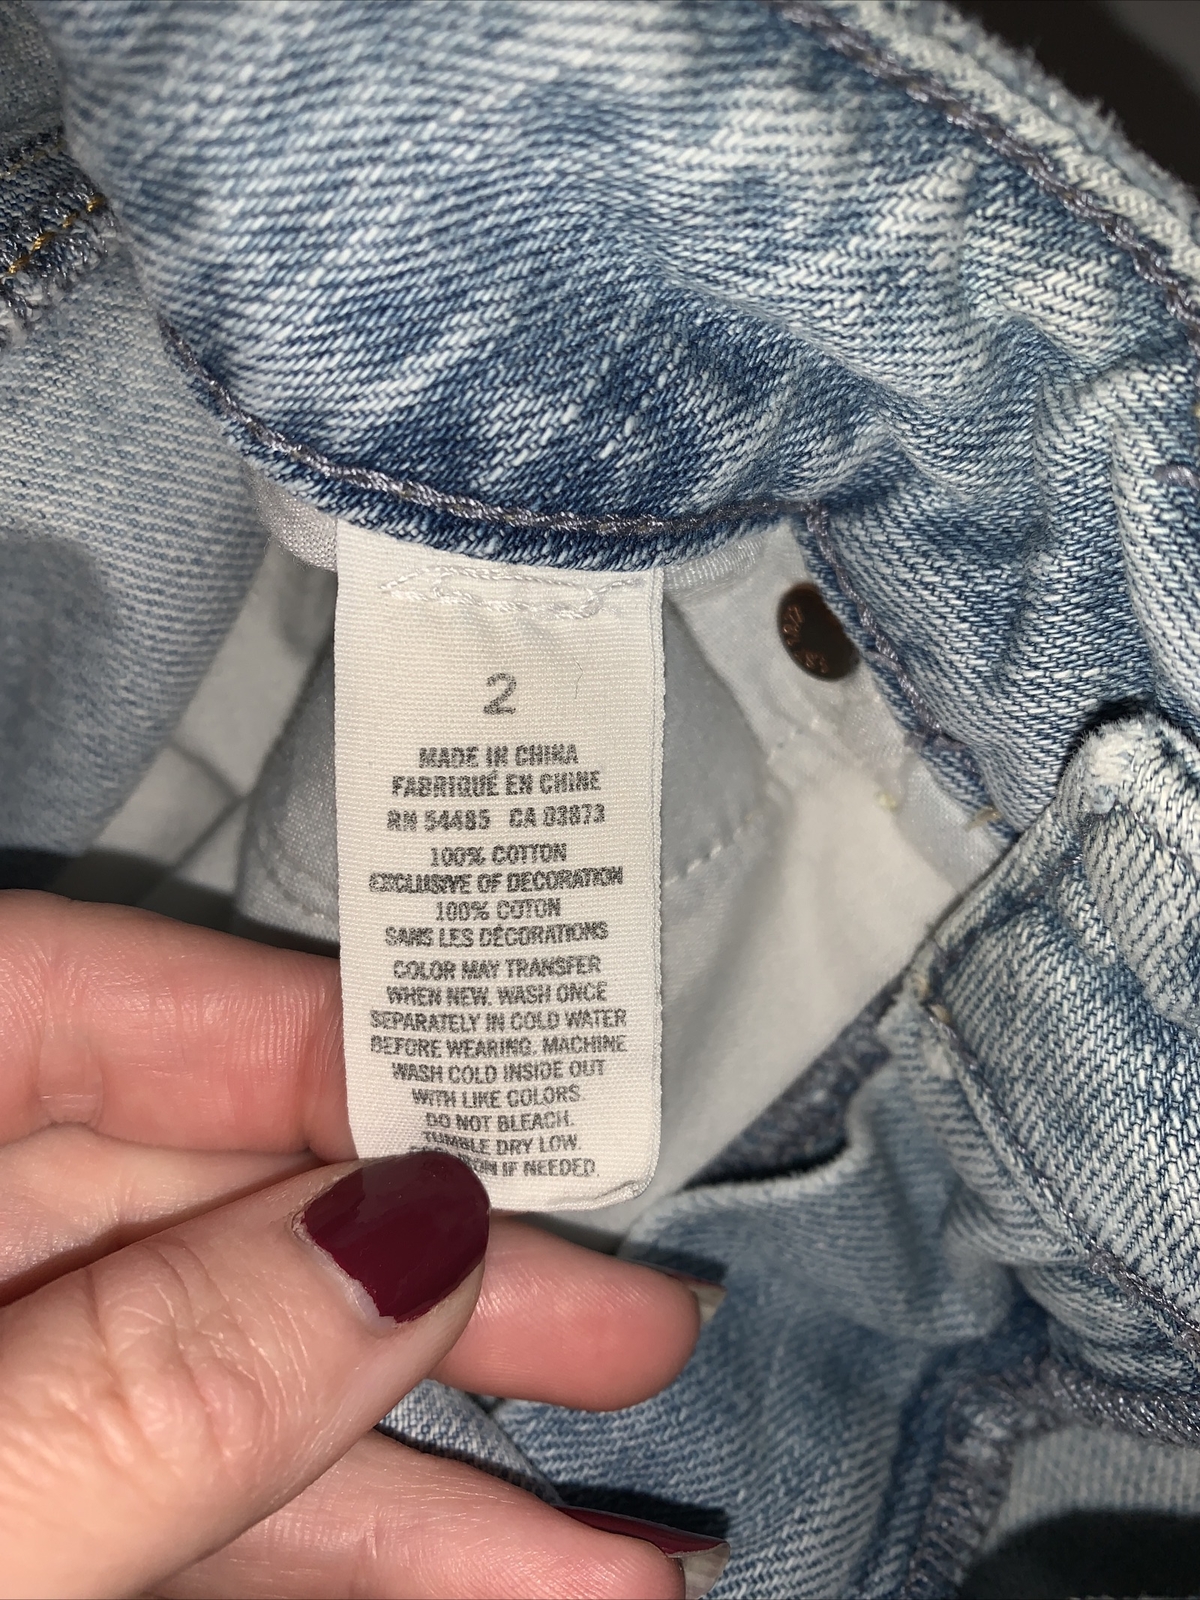 2
MADE IN CHINA
FABRIQUÉ EN CHINE
RN 54485 CA 03873
100% COTTON
EXCLUSIVE OF DECORATION
100% COTON
SANS LES DÉCORATIONS
COLOR MAY TRANSFER
WHEN NEW. WASH ONCE
SEPARATELY IN COLD WATER
BEFORE WEARING. MACHINE
WASH COLD INSIDE OUT
WITH LIKE COLORS.
DO NOT BLEACH.
TUMBLE DRY LOW.
IF NEEDED.